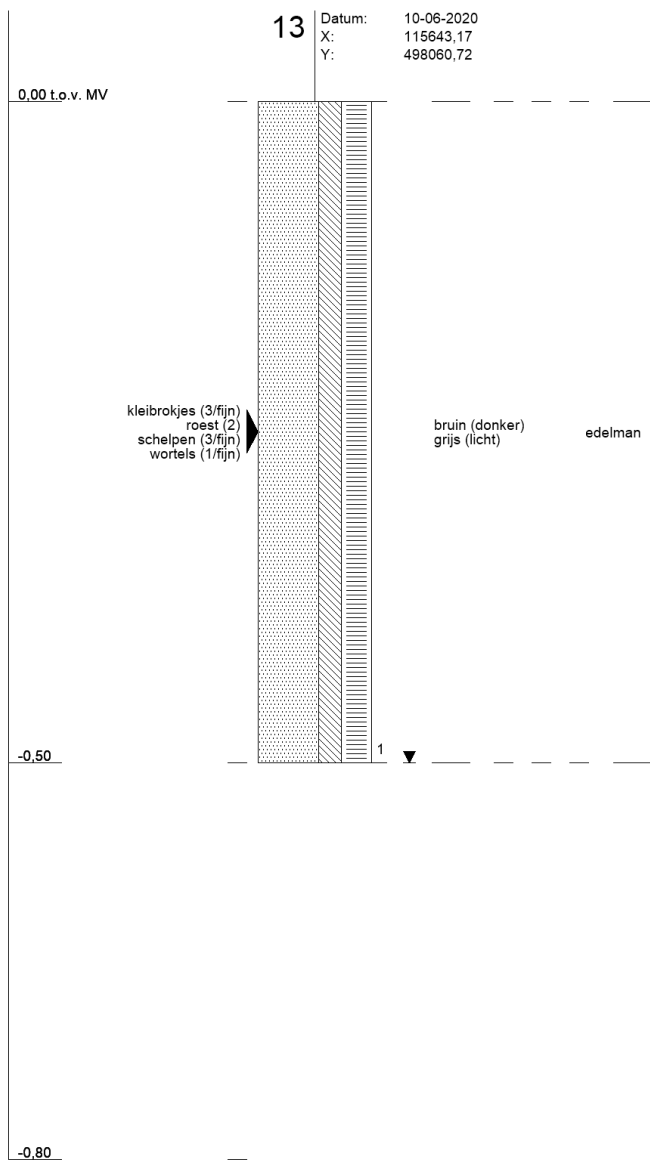 13
Datum: 10-06-2020
X: 115643,17
Y: 498060,72
0,00 t.o.v. MV
kleibrokjes (3/fijn)
roest (2)
schelpen (3/fijn)
wortels (1/fijn)
bruin (donker)
grijs (licht)
edelman
1
-0,50
-0,80